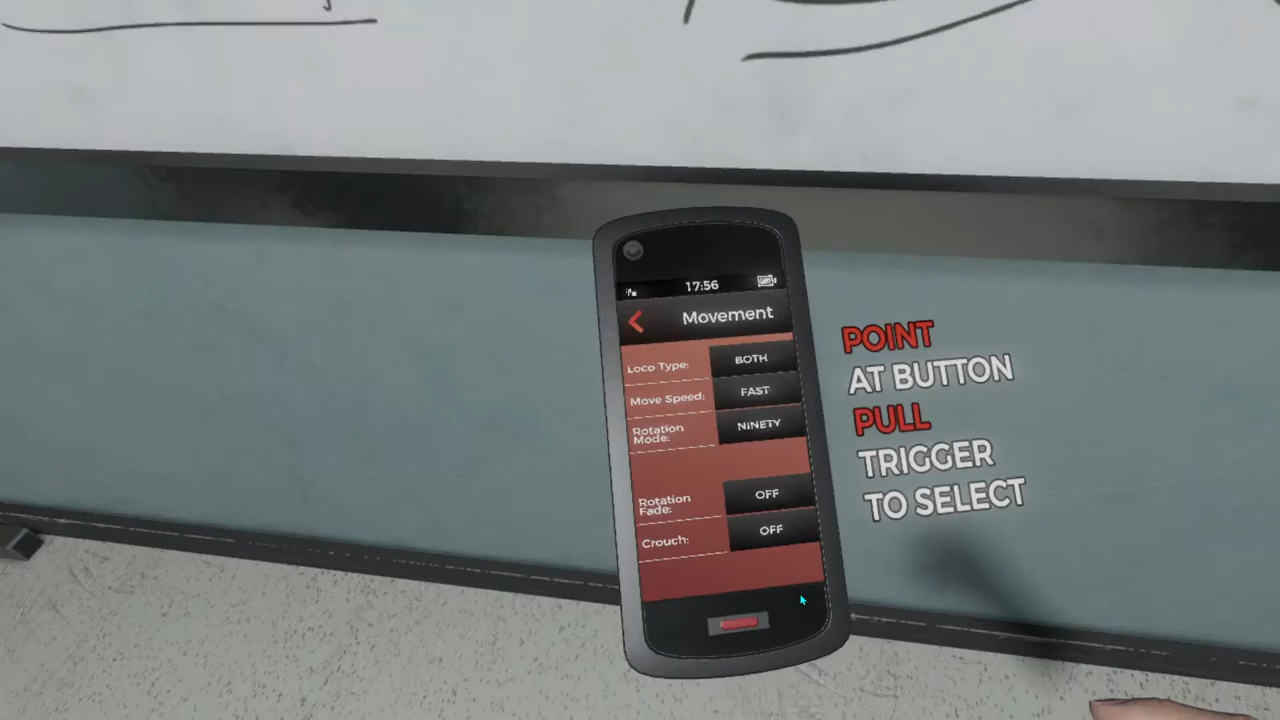 17:56
Movement
Loco Type: BOTH
Move Speed: FAST
Rotation Mode: NINETY
Rotation Fade: OFF
Crouch: OFF
POINT
AT BUTTON
PULL
TRIGGER
TO SELECT